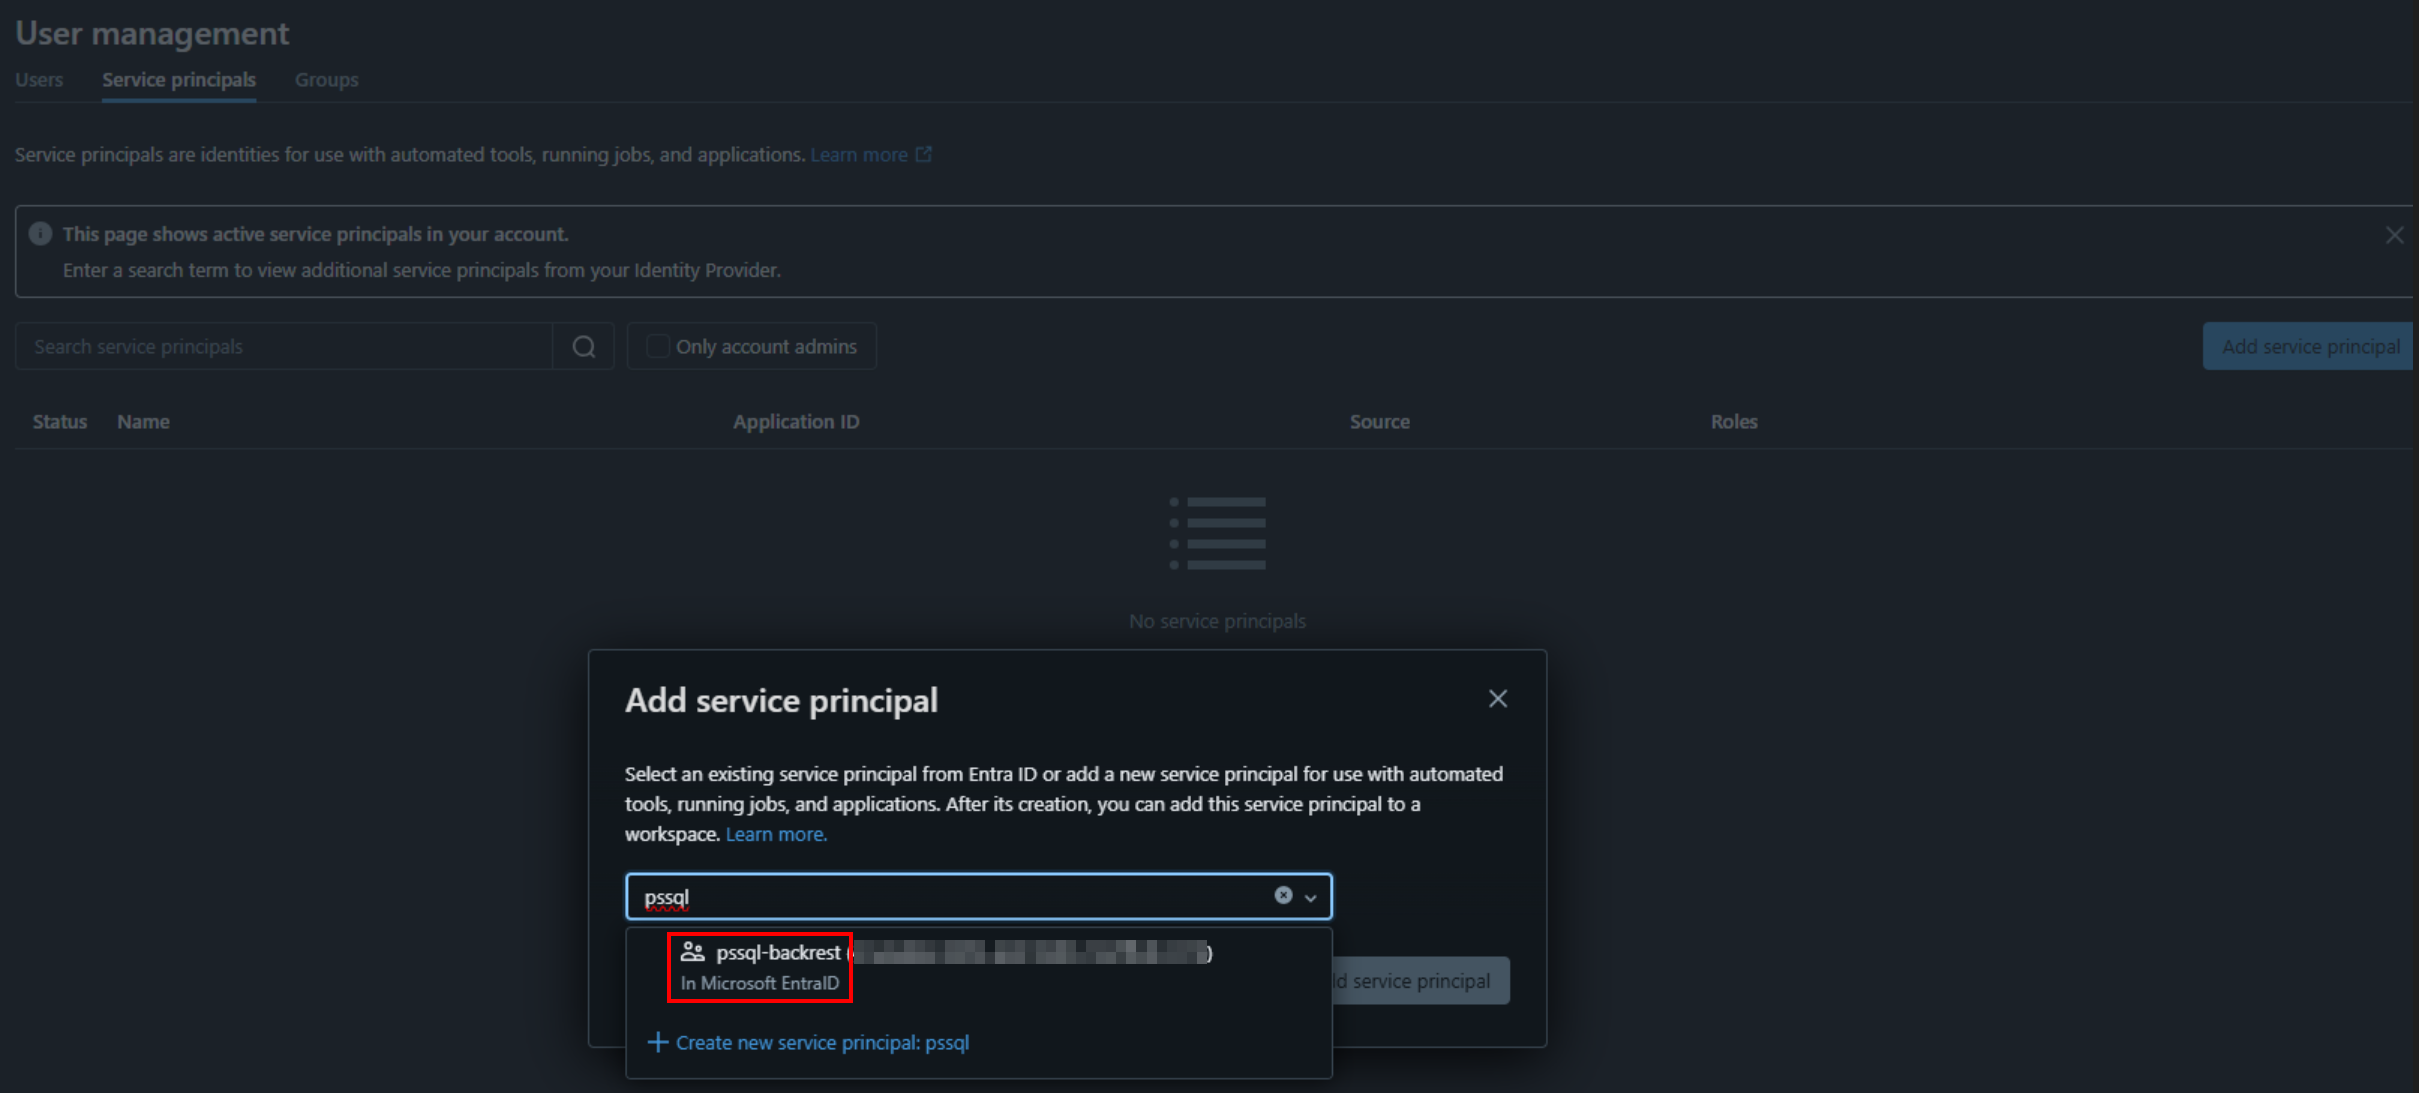 User management
Users Service principals Groups
Service principals are identities for use with automated tools, running jobs, and applications. Learn more
This page shows active service principals in your account.
Enter a search term to view additional service principals from your Identity Provider.
Search service principals Only account admins Add service principal
Status Name Application ID Source Roles
No service principals
Add service principal
Select an existing service principal from Entra ID or add a new service principal for use with automated
tools, running jobs, and applications. After its creation, you can add this service principal to a
workspace. Learn more.
pssql
pssql-backrest ( )
In Microsoft EntraID
service principal
Create new service principal: pssql